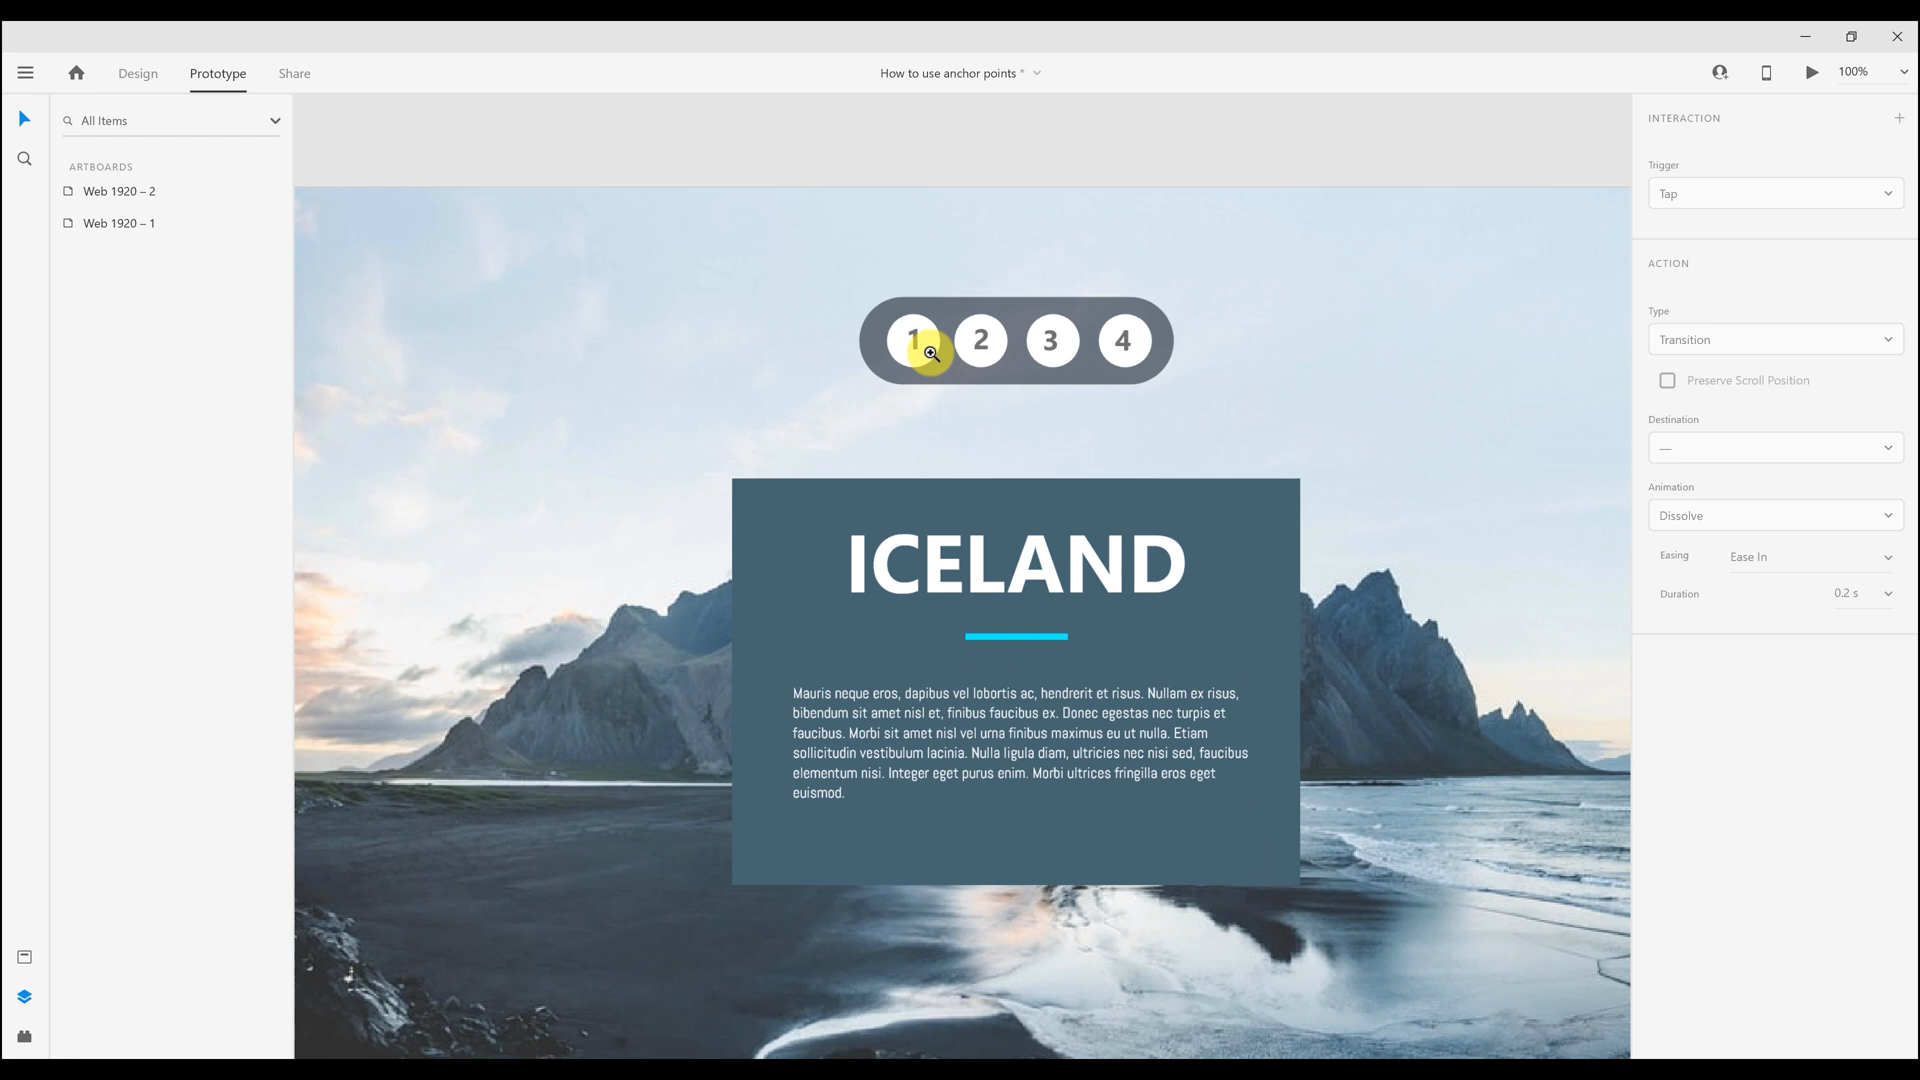 Design
Prototype
Share
How to use anchor points *
100%
All Items
ARTBOARDS
Web 1920 – 2
Web 1920 – 1
1
2
3
4
ICELAND
Mauris neque eros, dapibus vel lobortis ac, hendrerit et risus. Nullam ex risus,
bibendum sit amet nisl et, finibus faucibus ex. Donec egestas nec turpis et
faucibus. Morbi sit amet nisl vel urna finibus maximus eu ut nulla. Etiam
sollicitudin vestibulum lacinia. Nulla ligula diam, ultricies nec nisi sed, faucibus
elementum nisi. Integer eget purus enim. Morbi ultrices fringilla eros eget
euismod.
INTERACTION
Trigger
Tap
ACTION
Type
Transition
Preserve Scroll Position
Destination
—
Animation
Dissolve
Easing
Ease In
Duration
0.2 s